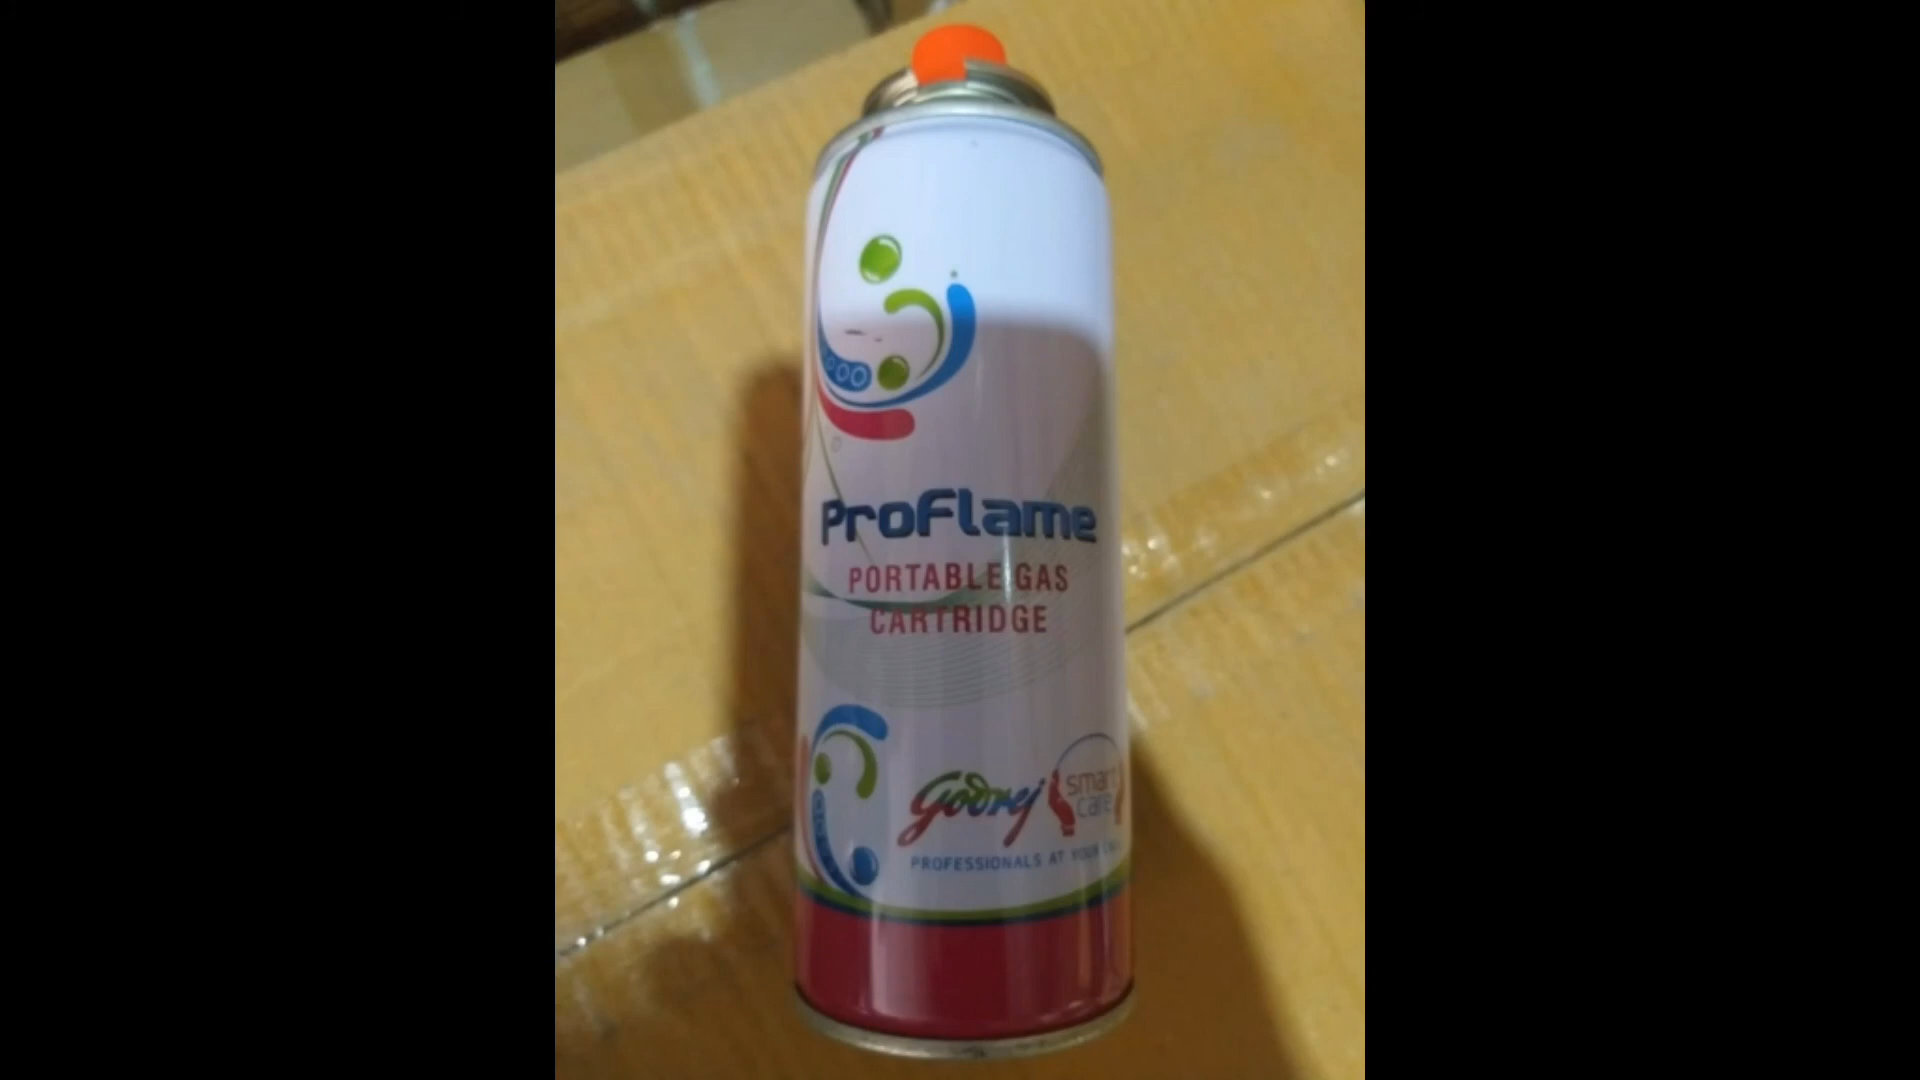 ProFlame
PORTABLE GAS
CARTRIDGE
Godrej
smart
care
PROFESSIONALS AT YOUR